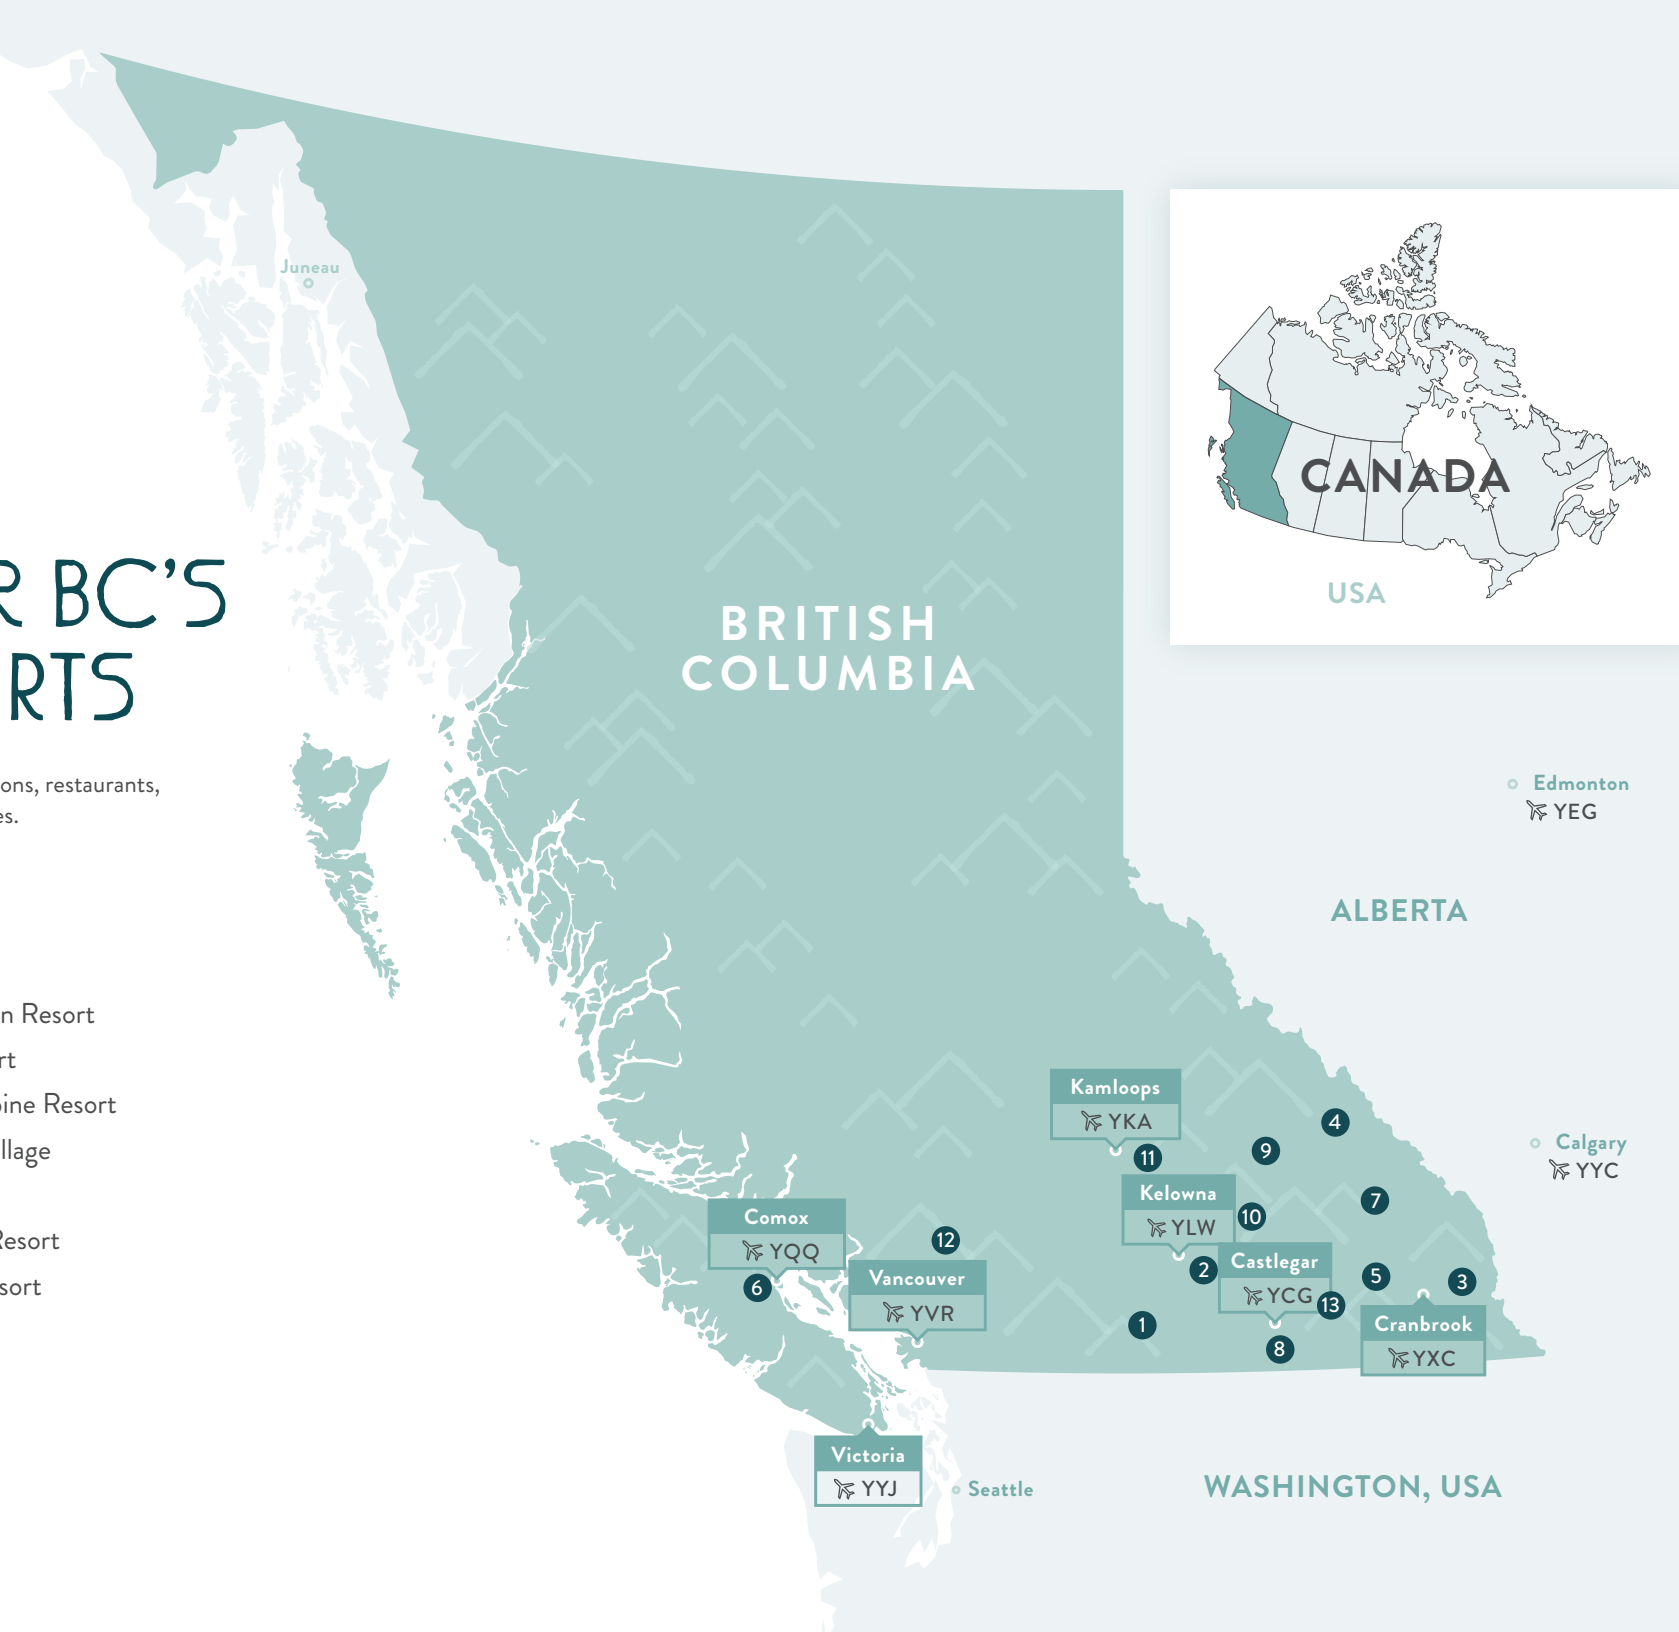 R BC'S
RTS
ons, restaurants,
es.
n Resort
rt
pine Resort
llage
Resort
sort
Juneau
BRITISH
COLUMBIA
CANADA
USA
Edmonton
YEG
ALBERTA
Calgary
YYC
Kamloops
YKA
11
9
4
Kelowna
YLW
10
7
2
Castlegar
YCG
13
5
3
Comox
YQQ
6
12
Vancouver
YVR
1
8
Cranbrook
YXC
Victoria
YYJ
Seattle
WASHINGTON, USA